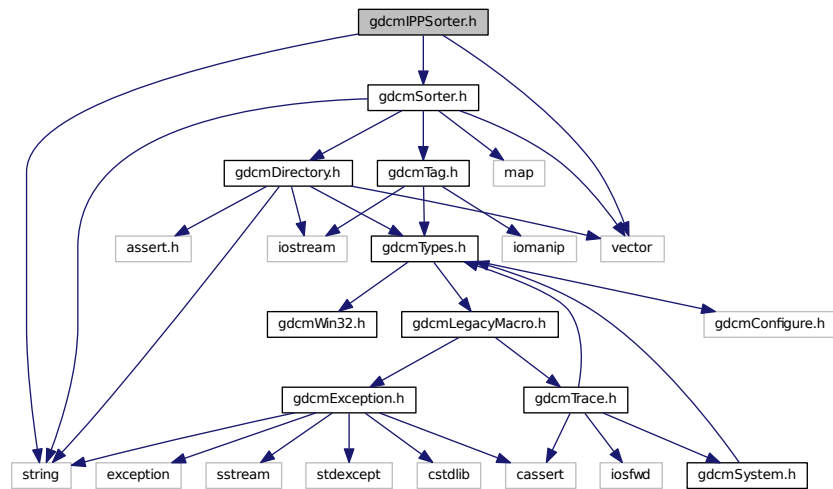 gdcmIPPSorter.h
gdcmSorter.h
gdcmDirectory.h
gdcmTag.h
map
assert.h
iostream
gdcmTypes.h
iomanip
vector
gdcmWin32.h
gdcmLegacyMacro.h
gdcmConfigure.h
gdcmException.h
gdcmTrace.h
string
exception
sstream
stdexcept
cstdlib
cassert
iosfwd
gdcmSystem.h